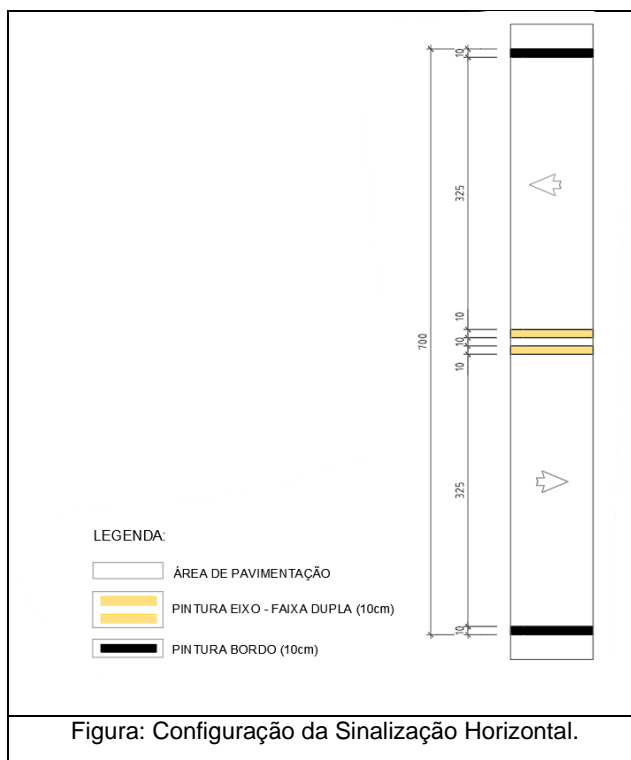 10
325
10
700
10
10
325
10
LEGENDA:
ÁREA DE PAVIMENTAÇÃO
PINTURA EIXO - FAIXA DUPLA (10cm)
PINTURA BORDO (10cm)
Figura: Configuração da Sinalização Horizontal.